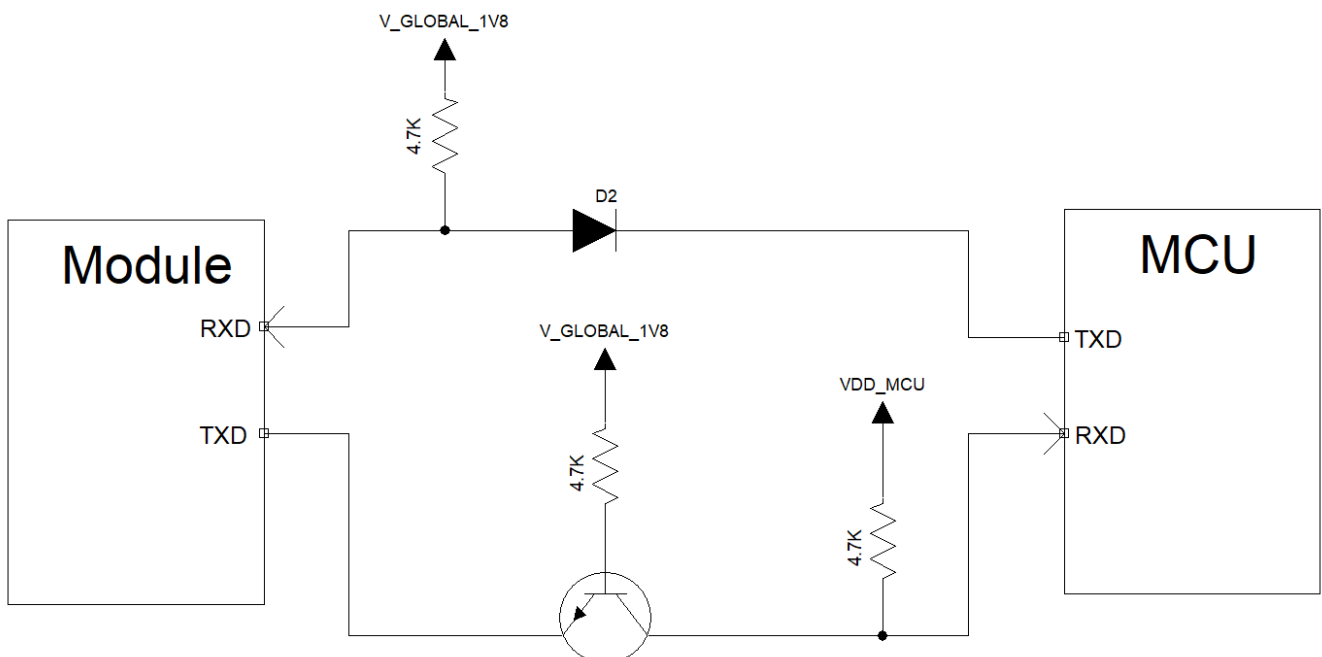 V_GLOBAL_1V8
4.7K
D2
Module
MCU
RXD
V_GLOBAL_1V8
TXD
VDD_MCU
TXD
RXD
4.7K
4.7K